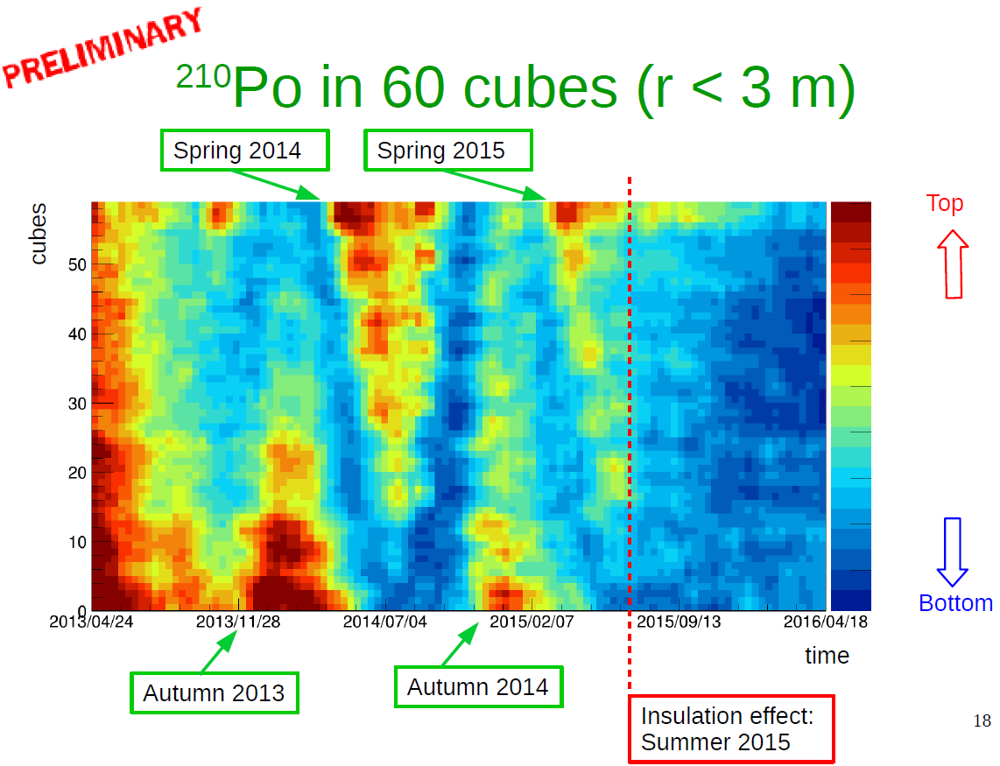 PRELIMINARY
210Po in 60 cubes (r < 3 m)
Spring 2014
Spring 2015
cubes
Top
50
40
30
20
10
0
Bottom
2013/04/24
2013/11/28
2014/07/04
2015/02/07
2015/09/13
2016/04/18
time
Autumn 2013
Autumn 2014
Insulation effect:
Summer 2015
18